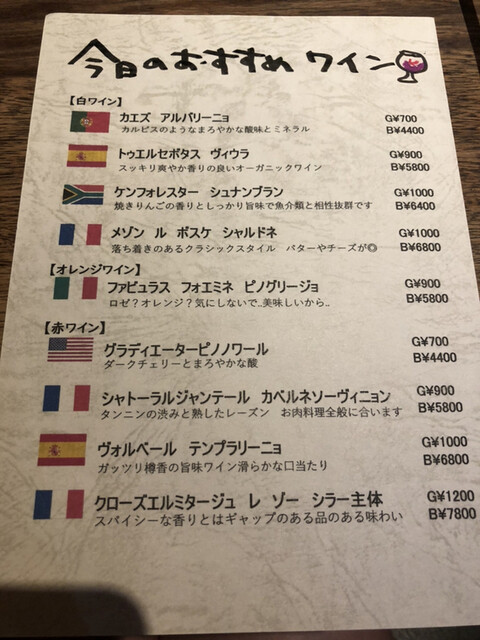 今日のおすすめ ワイン
【白ワイン】
カエズ アルバリーニョ G¥700
カルピスのようなまろやかな酸味とミネラル B¥4400
トゥエルセボタス ヴィウラ G¥900
スッキリ爽やか香りの良いオーガニックワイン B¥5800
ケンフォレスター シュナンブラン G¥1000
焼きりんごの香りとしっかり旨味で魚介類と相性抜群です B¥6400
メゾン ル ボスケ シャルドネ G¥1000
落ち着きのあるクラシックスタイル バターやチーズが◎ B¥6800
【オレンジワイン】
ファビュラス フォエミネ ピノグリージョ G¥900
ロゼ？オレンジ？気にしないで..美味しいから.. B¥5800
【赤ワイン】
グラディエーターピノノワール G¥700
ダークチェリーとまろやかな酸 B¥4400
シャトーラルジャンテール カベルネソーヴィニョン G¥900
タンニンの渋みと熟したレーズン お肉料理全般に合います B¥5800
ヴォルベール テンプラリーニョ G¥1000
ガッツリ樽香の旨味ワイン滑らかな口当たり B¥6800
クローズエルミタージュ レ ゾー シラー主体 G¥1200
スパイシーな香りとはギャップのある品のある味わい B¥7800